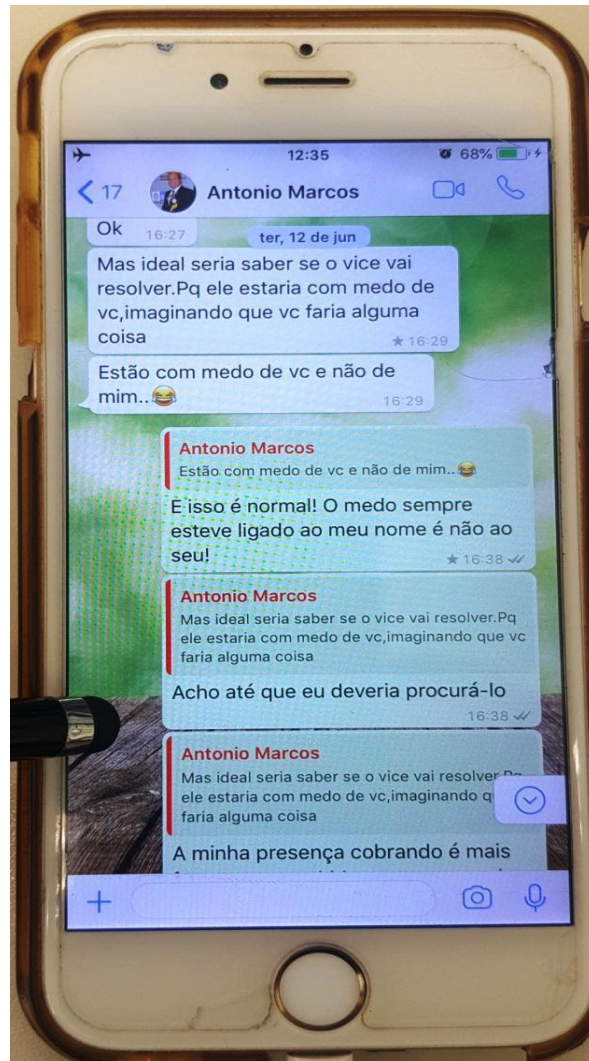 12:35
68%
17
Antonio Marcos
Ok 16:27
ter, 12 de jun
Mas ideal seria saber se o vice vai
resolver.Pq ele estaria com medo de
vc,imaginando que vc faria alguma
coisa
16:29
Estão com medo de vc e não de
mim..😂
16:29
Antonio Marcos
Estão com medo de vc e não de mim..😂
E isso é normal! O medo sempre
esteve ligado ao meu nome é não ao
seu!
16:38
Antonio Marcos
Mas ideal seria saber se o vice vai resolver.Pq
ele estaria com medo de vc,imaginando que vc
faria alguma coisa
Acho até que eu deveria procurá-lo
16:38
Antonio Marcos
Mas ideal seria saber se o vice vai resolver
ele estaria com medo de vc,imaginando
faria alguma coisa
A minha presença cobrando é mais